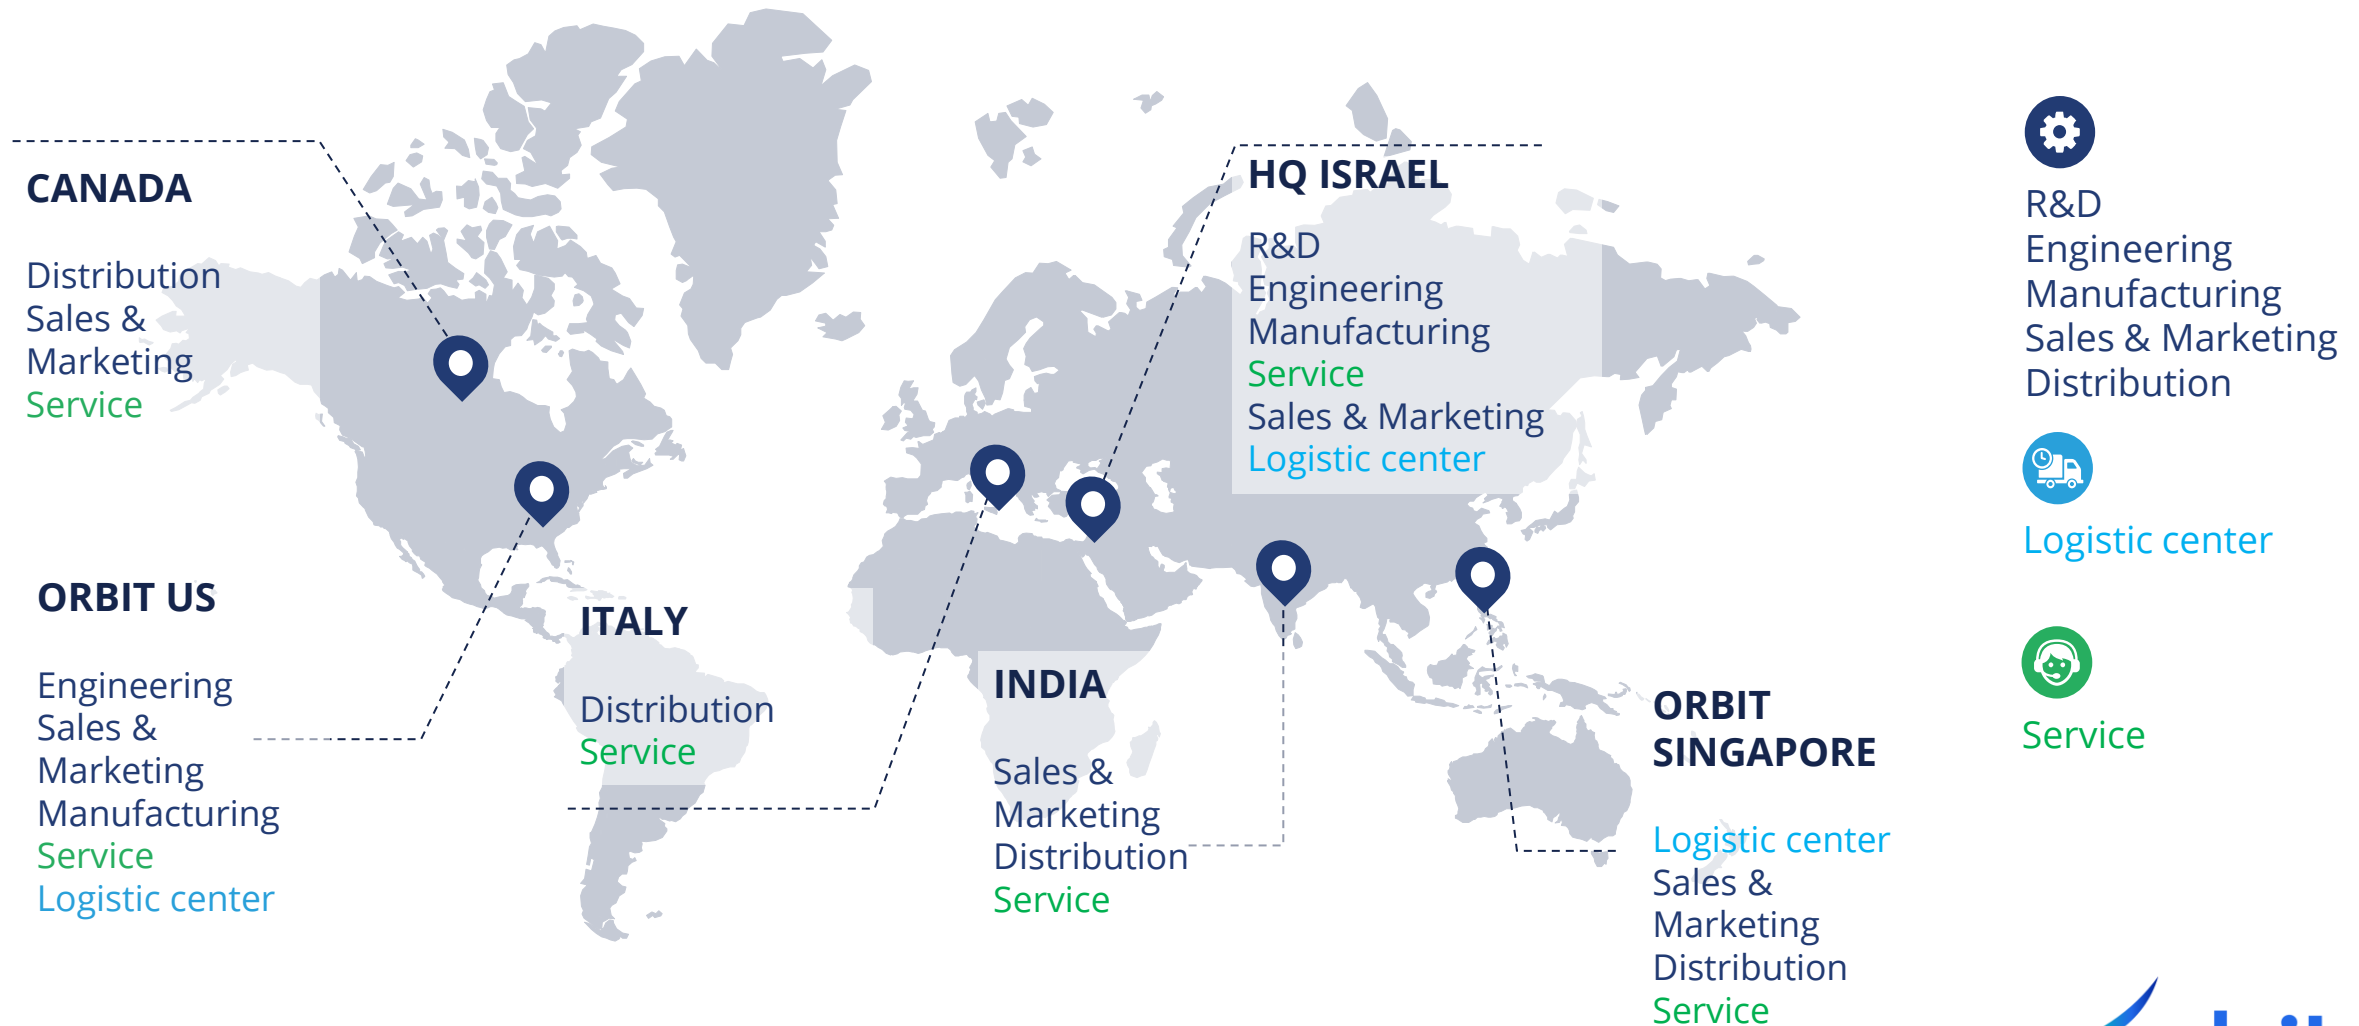 CANADA
Distribution
Sales &
Marketing
Service
HQ ISRAEL
R&D
Engineering
Manufacturing
Service
Sales & Marketing
Logistic center
R&D
Engineering
Manufacturing
Sales & Marketing
Distribution
Logistic center
Service
ORBIT US
Engineering
Sales &
Marketing
Manufacturing
Service
Logistic center
ITALY
Distribution
Service
INDIA
Sales &
Marketing
Distribution
Service
ORBIT
SINGAPORE
Logistic center
Sales &
Marketing
Distribution
Service